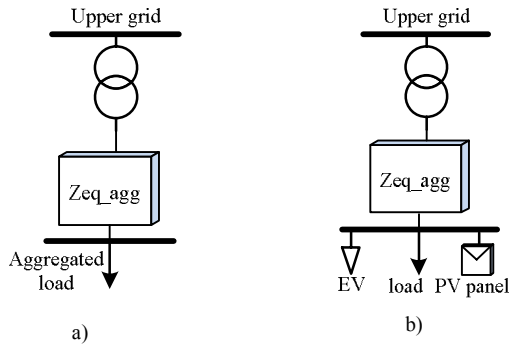 Upper grid
Zeq_agg
Aggregated
load
a)
Upper grid
Zeq_agg
EV load PV panel
b)